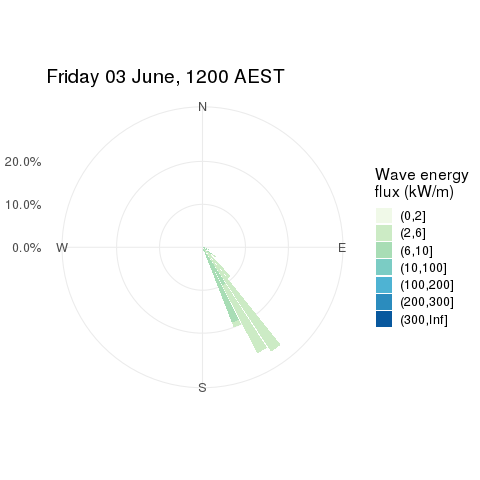 Friday 03 June, 1200 AEST
N
20.0%
10.0%
0.0%
W
E
S
Wave energy
flux (kW/m)
(0,2]
(2,6]
(6,10]
(10,100]
(100,200]
(200,300]
(300,Inf]